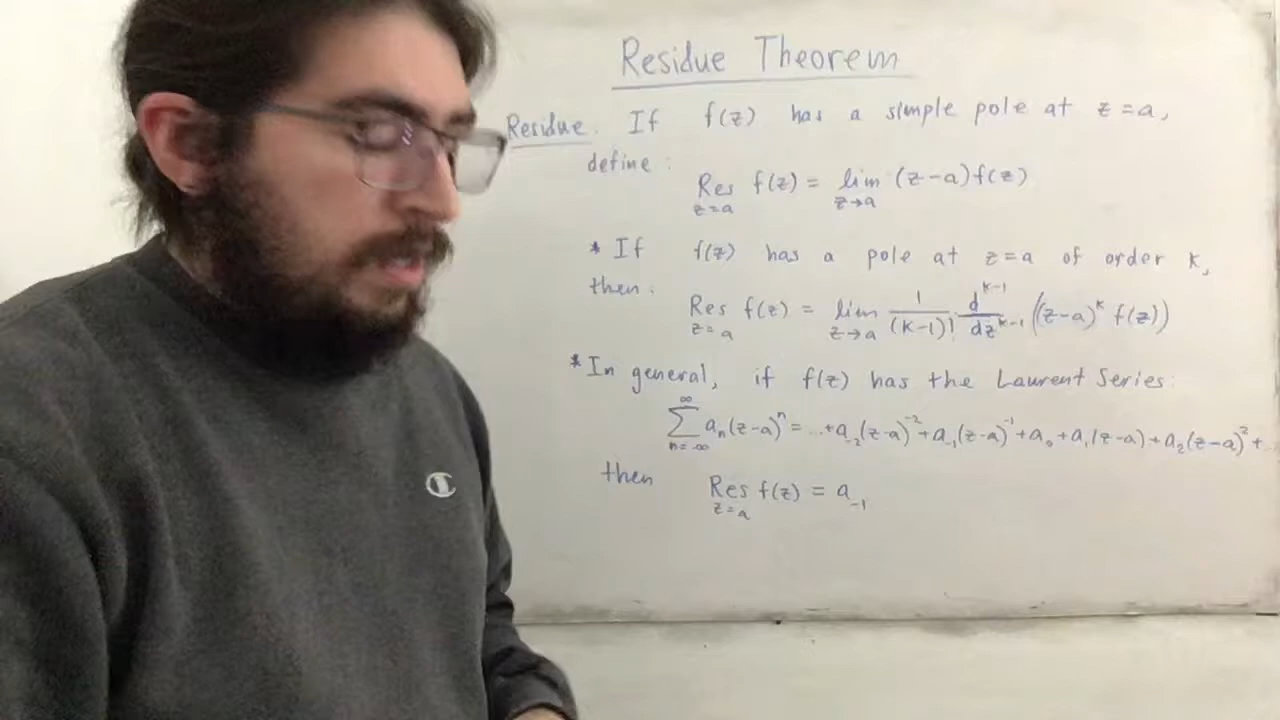 Residue Theorem
Residue. If f(z) has a simple pole at z=a,
define:
Res f(z) = lim (z-a)f(z)
z=a z→a
* If f(z) has a pole at z=a of order k,
then:
Res f(z) = lim 1/(k-1)! d^(k-1)/dz^(k-1) ((z-a)^k f(z))
z=a z→a
*In general, if f(z) has the Laurent Series:
∑_{n=-∞}^{∞} a_n(z-a)^n = ...+a_{-2}(z-a)^{-2}+a_{-1}(z-a)^{-1}+a_0+a_1(z-a)+a_2(z-a)^2+...
then Res f(z) = a_{-1}
z=a